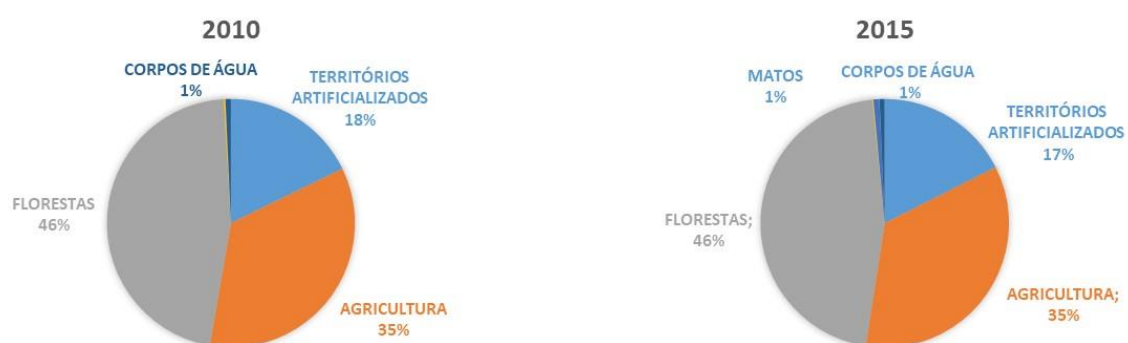 2010
CORPOS DE ÁGUA
1%
TERRITÓRIOS
ARTIFICIALIZADOS
18%
FLORESTAS
46%
AGRICULTURA
35%
2015
MATOS
1%
CORPOS DE ÁGUA
1%
TERRITÓRIOS
ARTIFICIALIZADOS
17%
FLORESTAS;
46%
AGRICULTURA;
35%